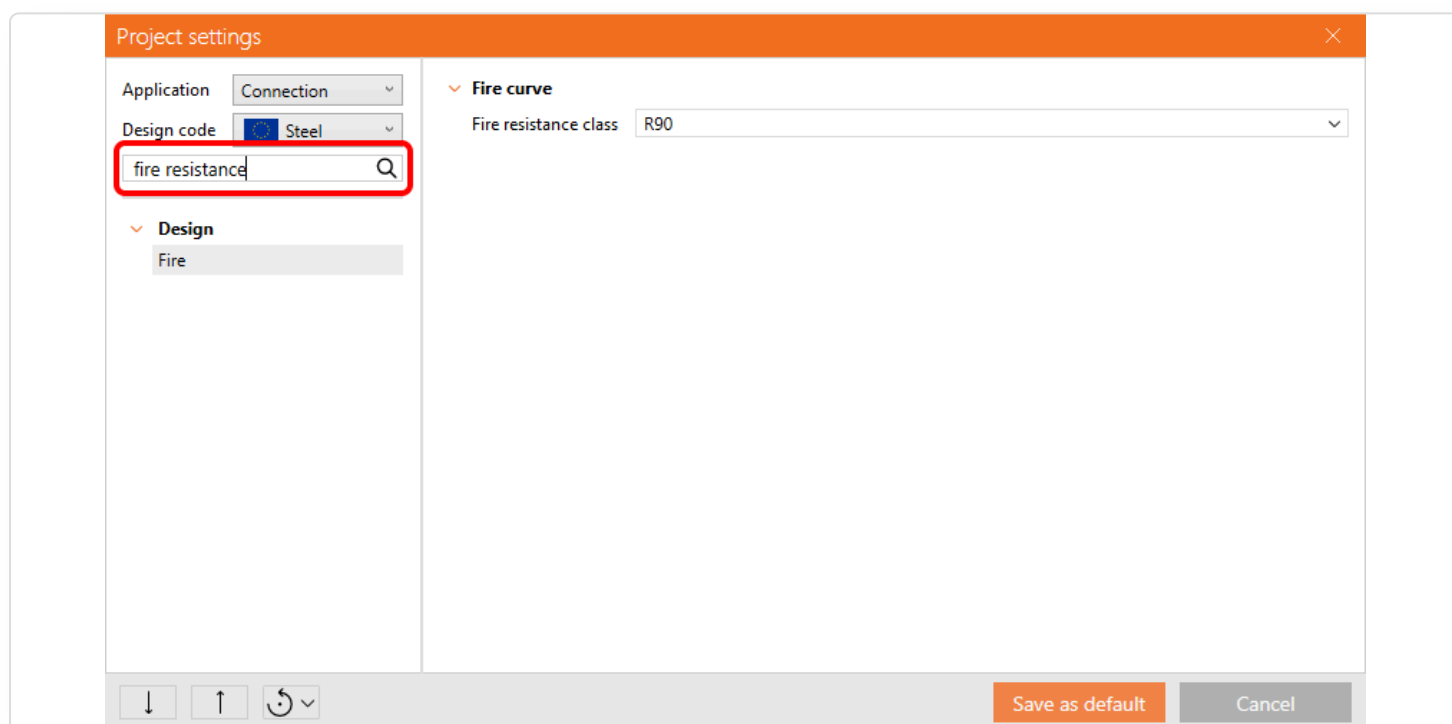 Project settings
Application Connection
Design code Steel
fire resistance
Design
Fire
Fire curve
Fire resistance class R90
Save as default Cancel